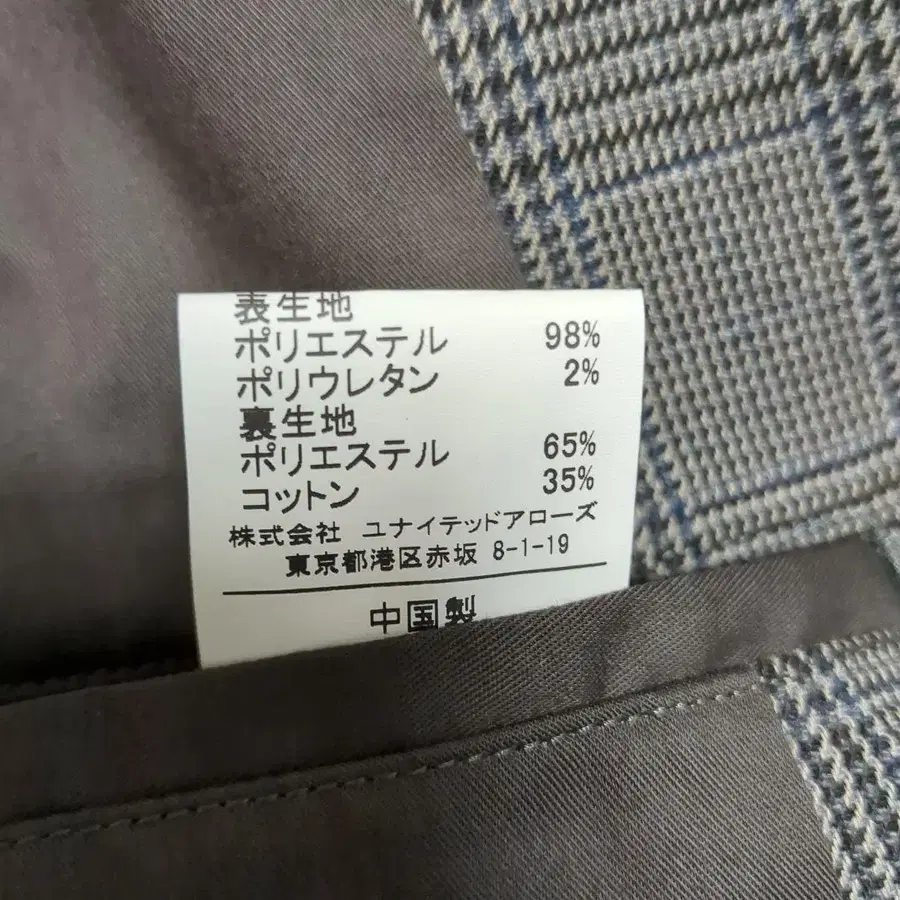 表生地
ポリエステル 98%
ポリウレタン 2%
裏生地
ポリエステル 65%
コットン 35%
株式会社 ユナイテッドアローズ
東京都港区赤坂 8-1-19
中国製